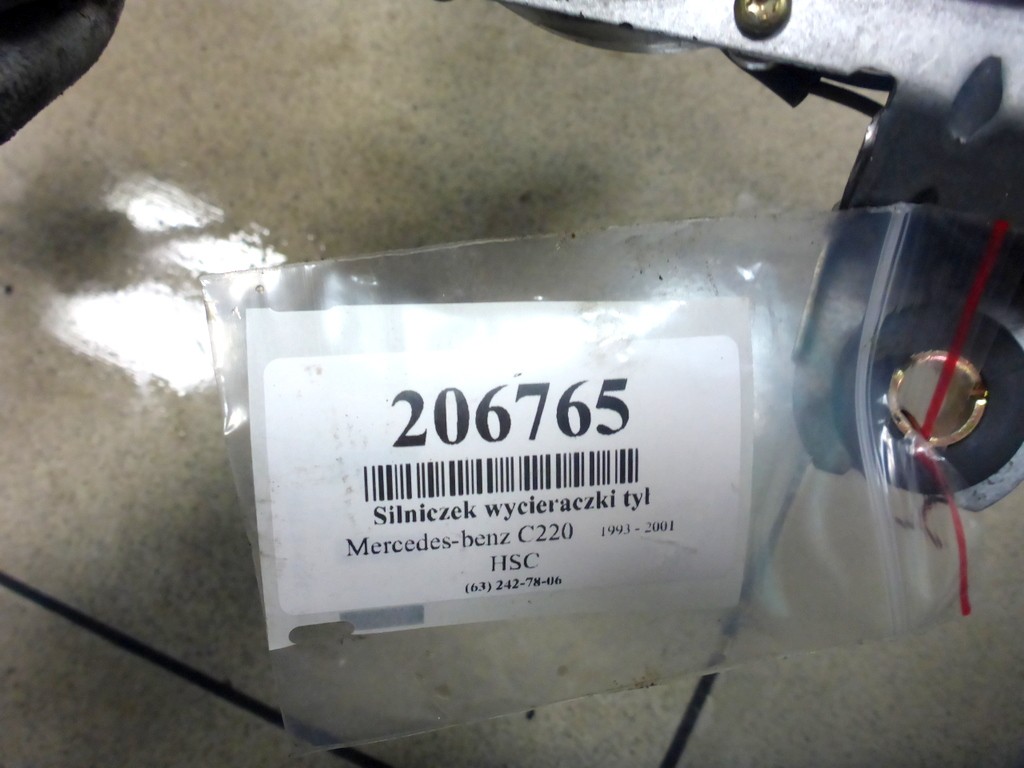 206765
Silniczek wycieraczki tył
Mercedes-benz C220 1993 - 2001
HSC
(63) 242-78-06